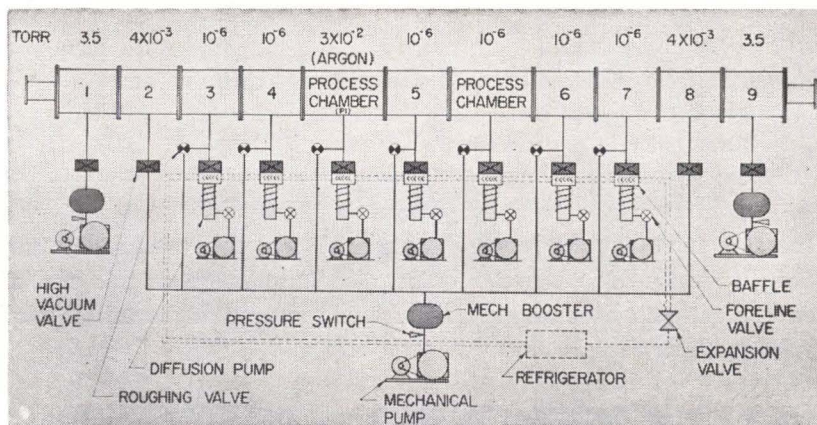 TORR 3.5 4X10⁻³ 10⁻⁶ 10⁻⁶ 3X10⁻² 10⁻⁶ 10⁻⁶ 10⁻⁶ 10⁻⁶ 4X10⁻³ 3.5
(ARGON)
1 2 3 4 PROCESS CHAMBER (P1) 5 PROCESS CHAMBER 6 7 8 9
HIGH
VACUUM
VALVE
DIFFUSION PUMP
ROUGHING VALVE
PRESSURE SWITCH
MECHANICAL
PUMP
MECH BOOSTER
REFRIGERATOR
BAFFLE
FORELINE
VALVE
EXPANSION
VALVE